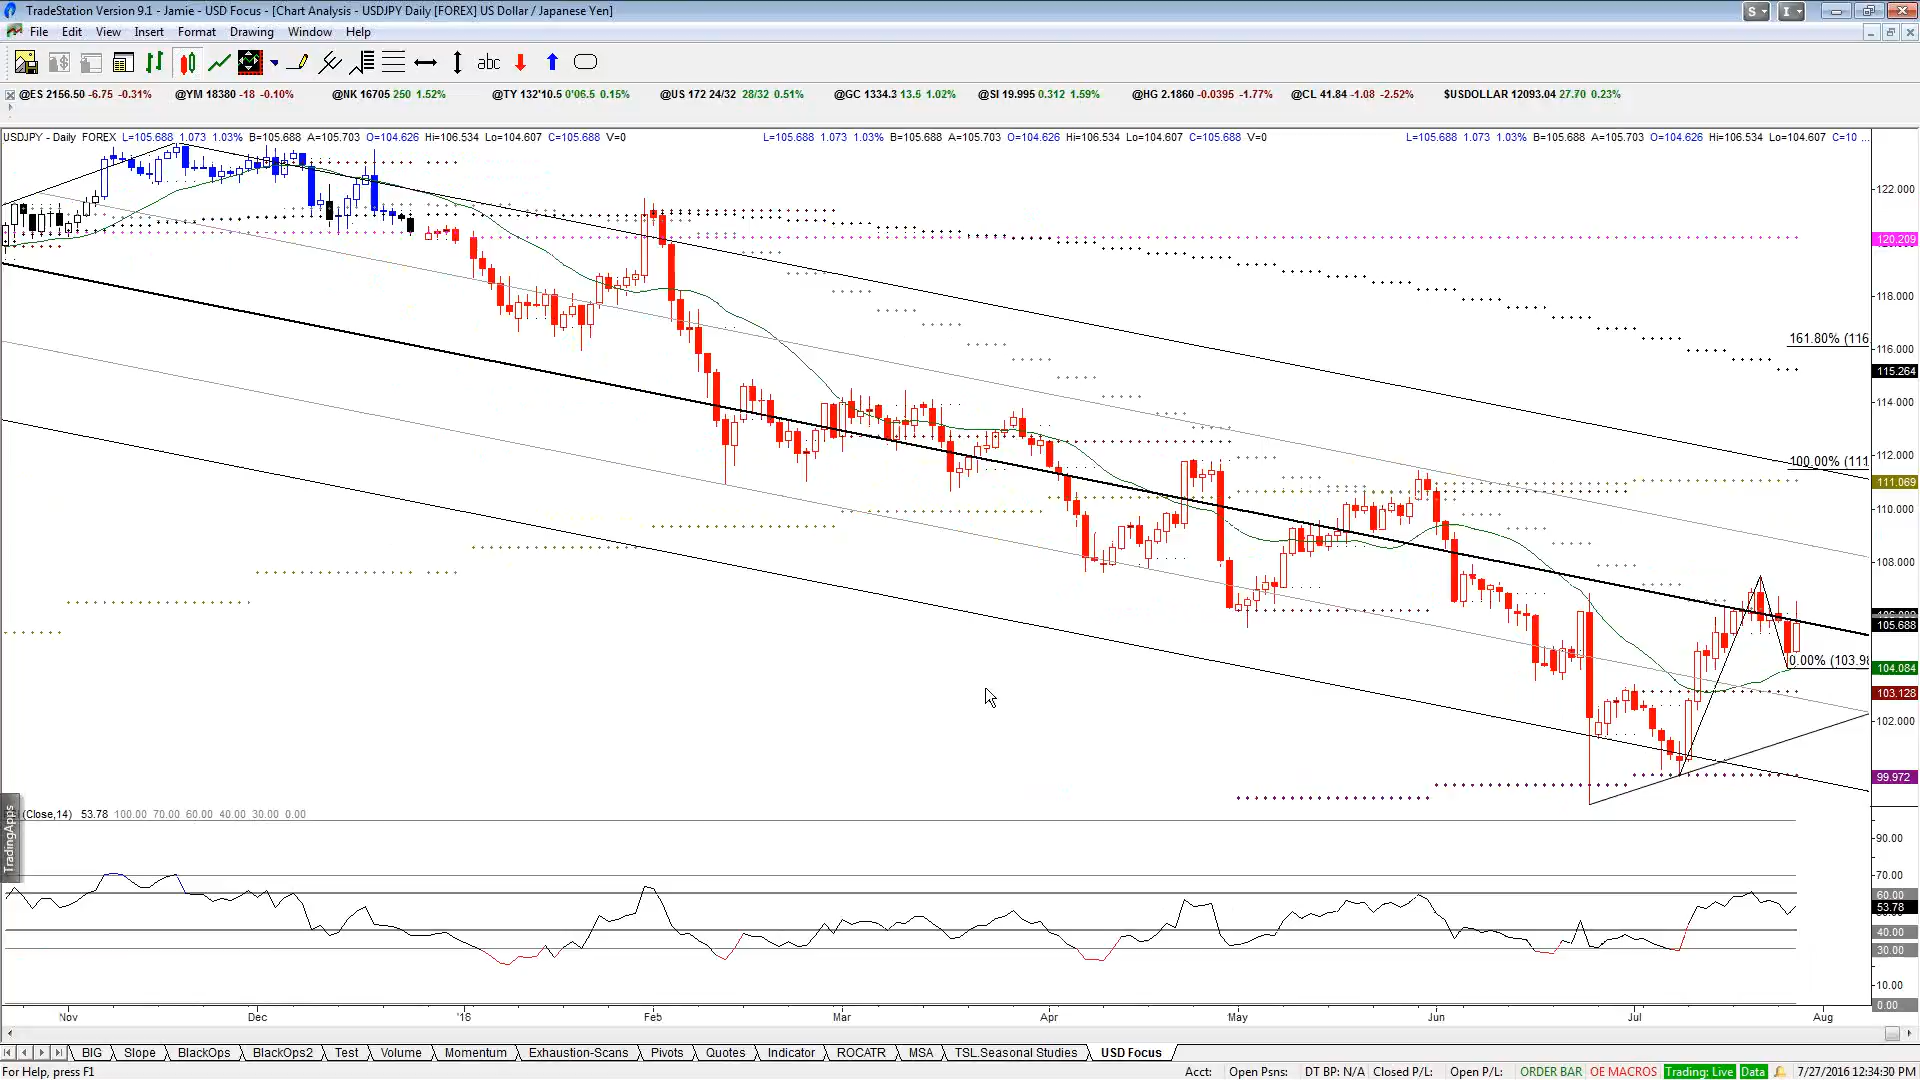 TradeStation Version 9.1 - Jamie - USD Focus - [Chart Analysis - USDJPY Daily [FOREX] US Dollar / Japanese Yen]
S I
File Edit View Insert Format Drawing Window Help
abc
@ES 2156.50 -6.75 -0.31% @YM 18380 -18 -0.10% @NK 16705 250 1.52% @TY 132'10.5 0'06.5 0.15% @US 172 24/32 28/32 0.51% @GC 1334.3 13.5 1.02% @SI 19.995 0.312 1.59% @HG 2.1860 -0.0395 -1.77% @CL 41.84 -1.08 -2.52% $USDOLLAR 12093.04 27.70 0.23%
USDJPY - Daily FOREX L=105.688 1.073 1.03% B=105.688 A=105.703 O=104.626 Hi=106.534 Lo=104.607 C=105.688 V=0 L=105.688 1.073 1.03% B=105.688 A=105.703 O=104.626 Hi=106.534 Lo=104.607 C=105.688 V=0 L=105.688 1.073 1.03% B=105.688 A=105.703 O=104.626 Hi=106.534 Lo=104.607 C=10 ...
122.000
120.209
118.000
161.80% (116
116.000
115.264
114.000
112.000
100.00% (111
111.069
110.000
108.000
105.688
0.00% (103.98
104.084
103.128
102.000
99.972
TradingApps
(Close,14) 53.78 100.00 70.00 60.00 40.00 30.00 0.00
90.00
70.00
60.00
53.78
40.00
30.00
10.00
0.00
Nov Dec '16 Feb Mar Apr May Jun Jul Aug
BIG Slope BlackOps BlackOps2 Test Volume Momentum Exhaustion-Scans Pivots Quotes Indicator ROCATR MSA TSL.Seasonal Studies USD Focus
For Help, press F1 Acct: Open Psns: DT BP: N/A Closed P/L: Open P/L: ORDER BAR OE MACROS Trading: Live Data 7/27/2016 12:34:30 PM